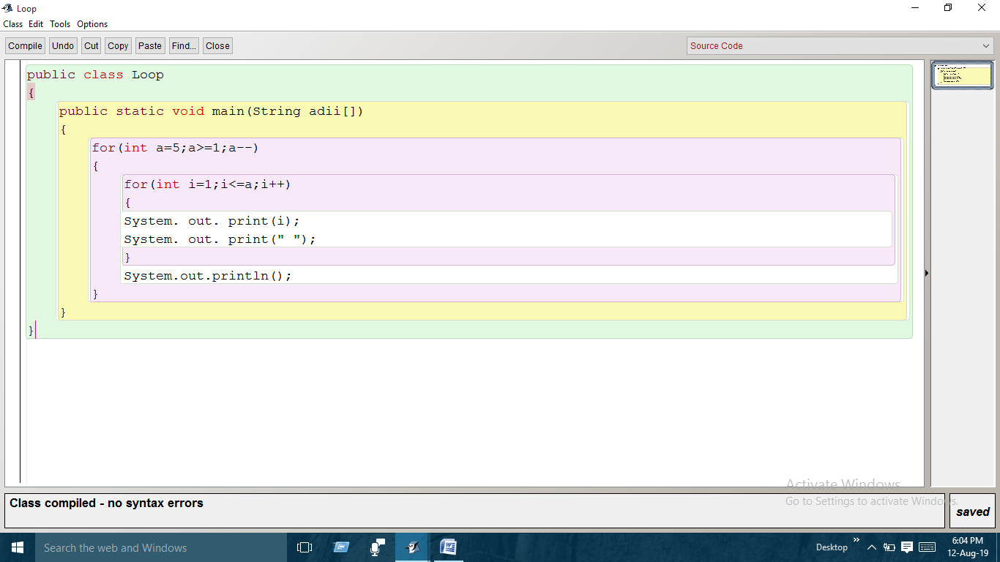 Loop
Class Edit Tools Options
Compile Undo Cut Copy Paste Find... Close Source Code
public class Loop
{
public static void main(String adii[])
{
for(int a=5;a>=1;a--)
{
for(int i=1;i<=a;i++)
{
System. out. print(i);
System. out. print(" ");
}
System.out.println();
}
}
}
Activate Windows
Go to Settings to activate Windows.
Class compiled - no syntax errors
saved
Search the web and Windows
Desktop
6:04 PM
12-Aug-19